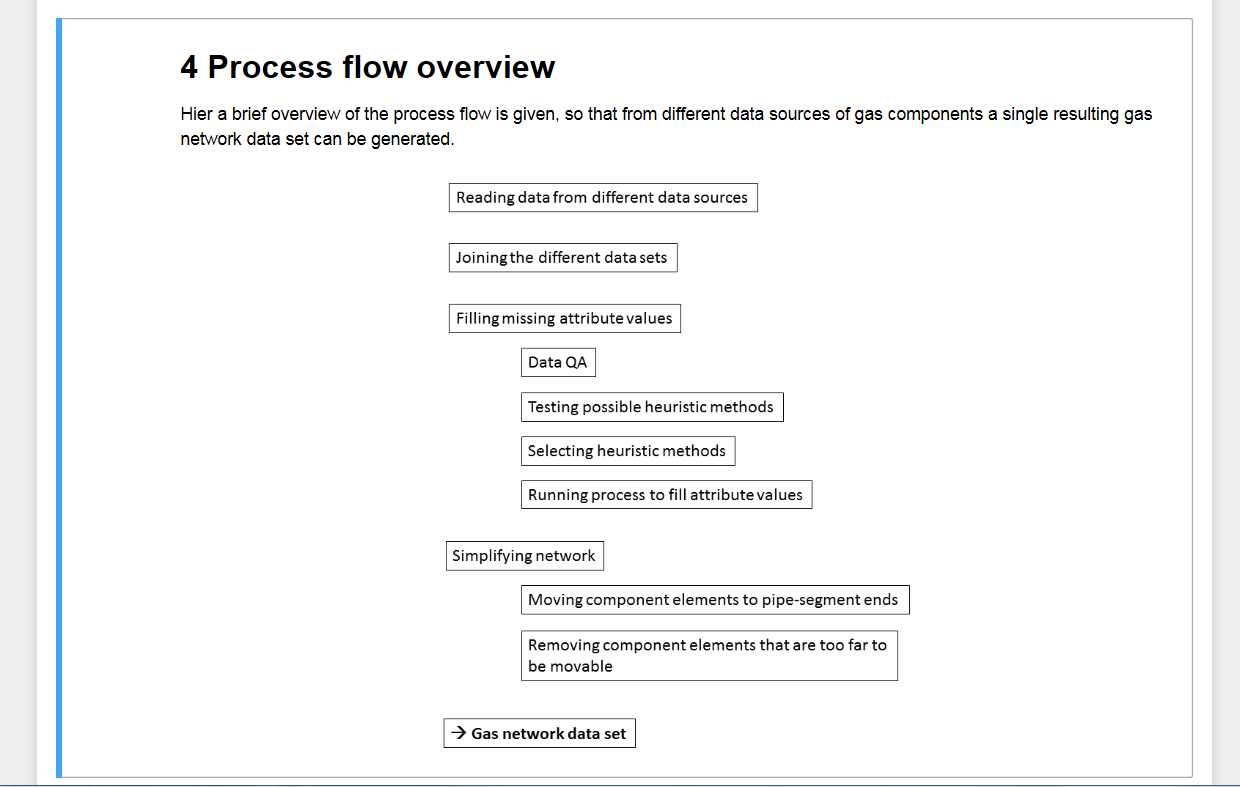 4 Process flow overview
Hier a brief overview of the process flow is given, so that from different data sources of gas components a single resulting gas
network data set can be generated.
Reading data from different data sources
Joining the different data sets
Filling missing attribute values
Data QA
Testing possible heuristic methods
Selecting heuristic methods
Running process to fill attribute values
Simplifying network
Moving component elements to pipe-segment ends
Removing component elements that are too far to
be movable
→ Gas network data set